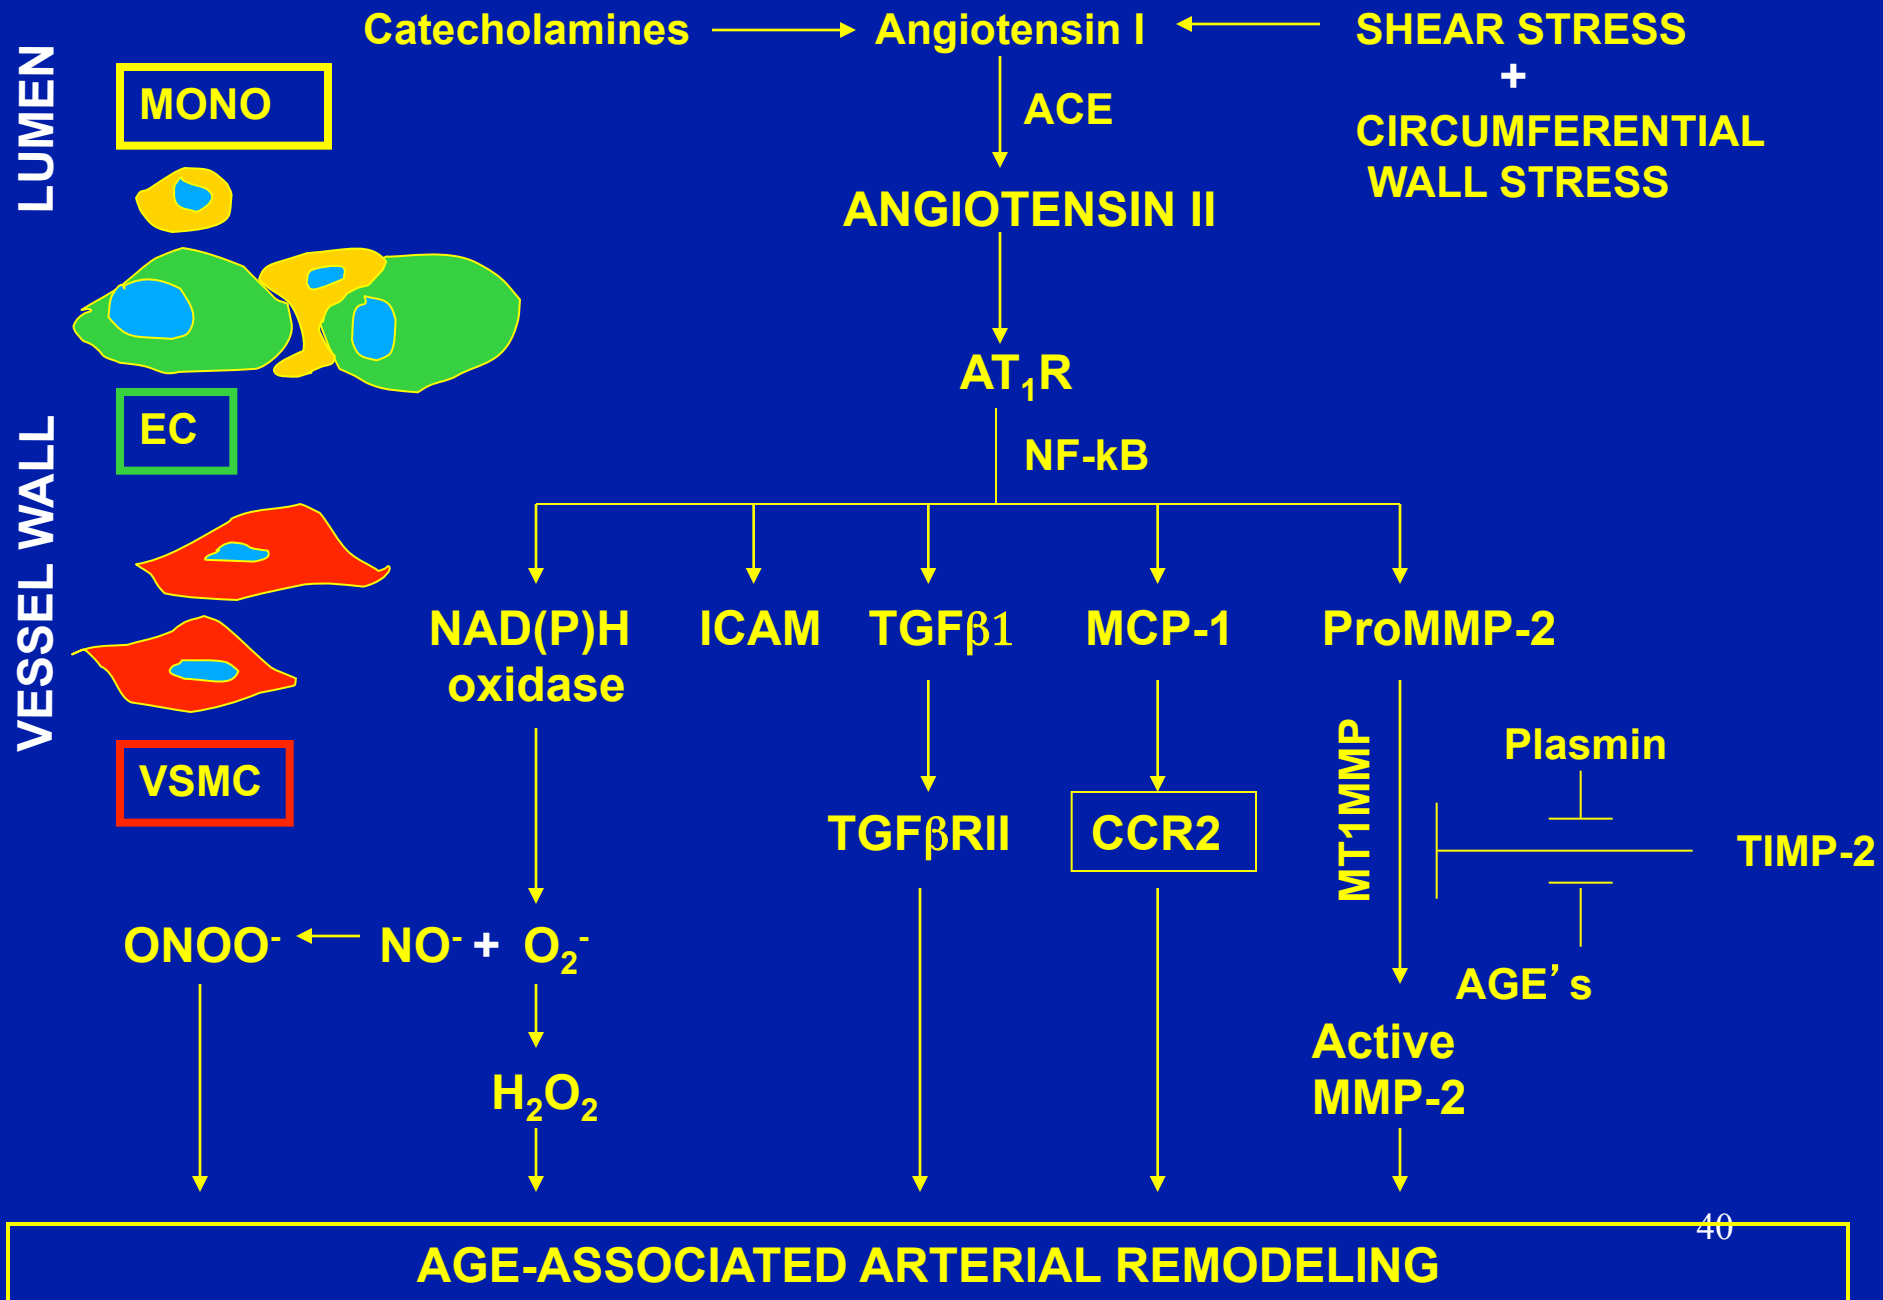 Catecholamines
Angiotensin I
SHEAR STRESS
+
CIRCUMFERENTIAL
WALL STRESS
LUMEN
MONO
ACE
ANGIOTENSIN II
AT₁R
NF-kB
EC
VESSEL WALL
VSMC
NAD(P)H
oxidase
ICAM
TGFβ1
MCP-1
ProMMP-2
MT1MMP
Plasmin
TGFβRII
CCR2
TIMP-2
ONOO⁻
NO⁻ + O₂⁻
AGE’s
Active
MMP-2
H₂O₂
40
AGE-ASSOCIATED ARTERIAL REMODELING